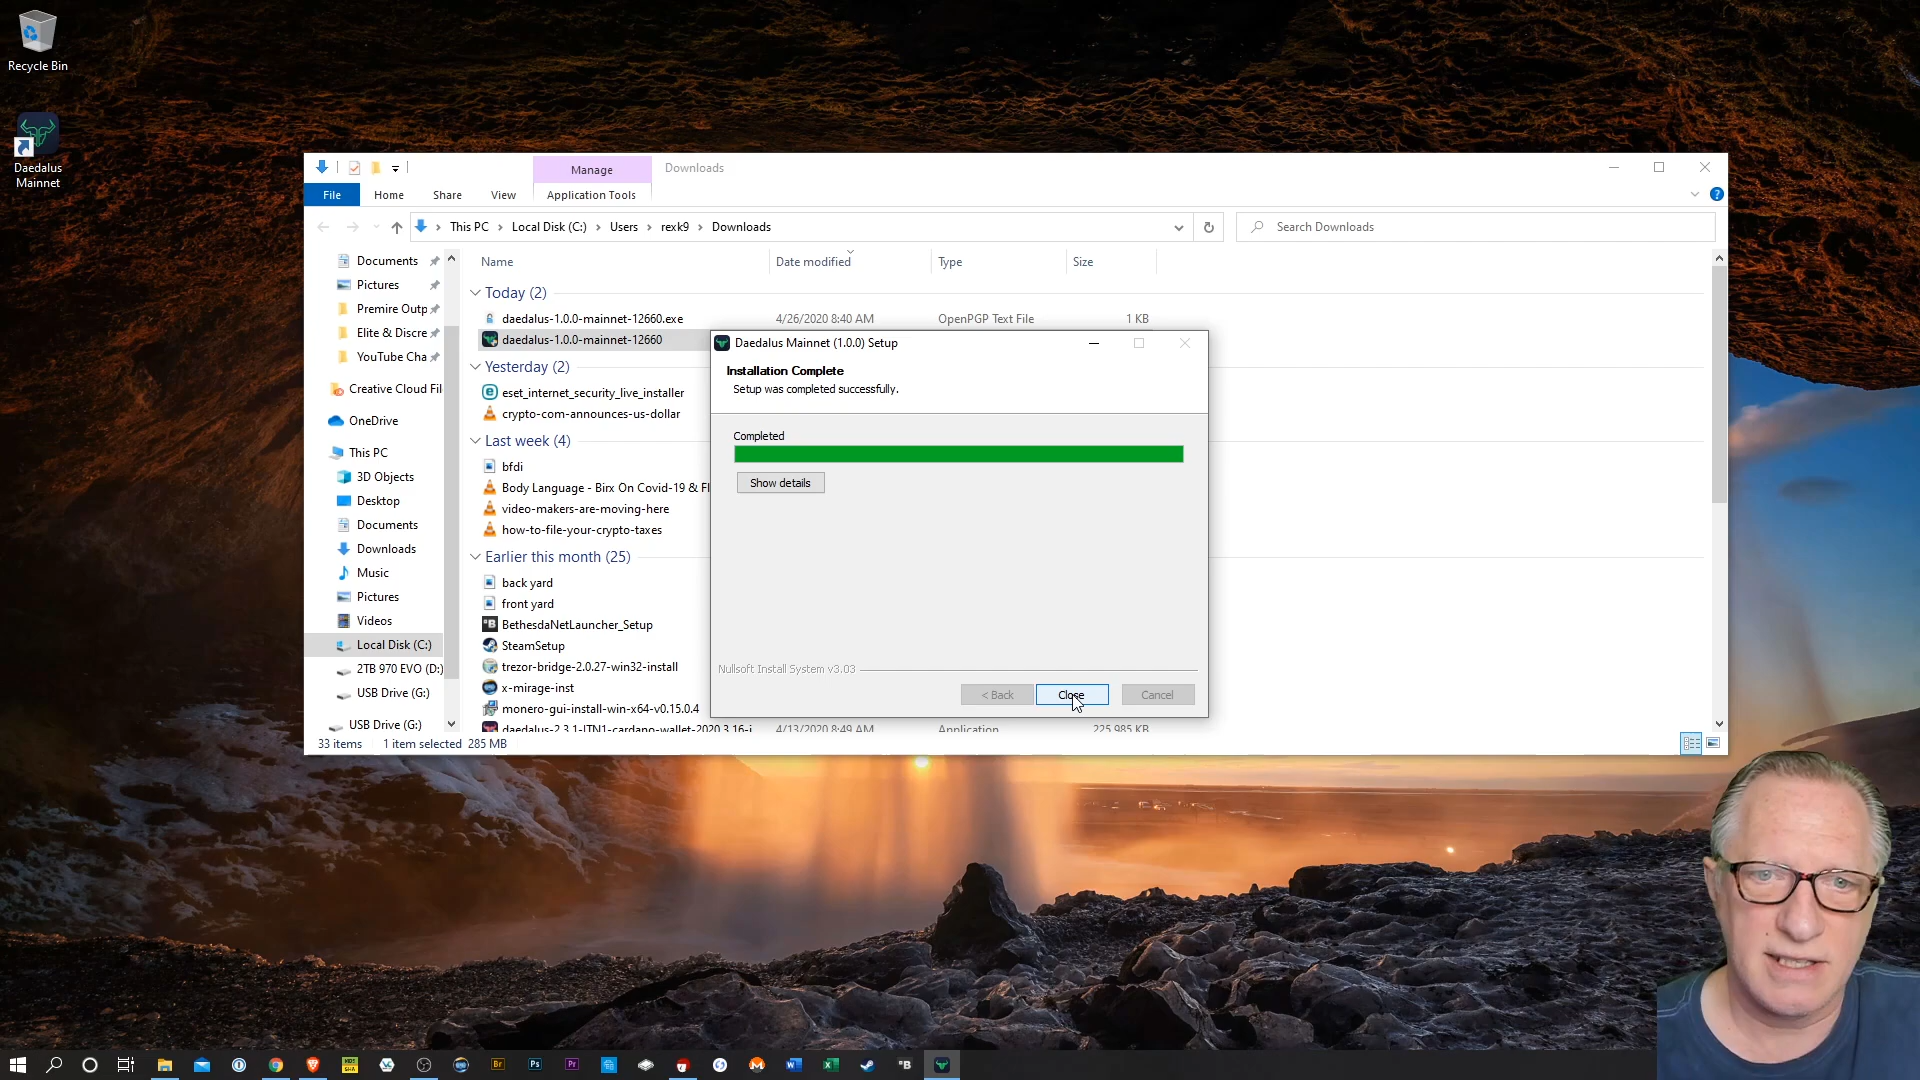 Recycle Bin
Daedalus
Mainnet
Manage
Downloads
File
Home
Share
View
Application Tools
This PC > Local Disk (C:) > Users > rexk9 > Downloads
Search Downloads
Documents
Pictures
Premire Outp
Elite & Discre
YouTube Cha
Creative Cloud Fil
OneDrive
This PC
3D Objects
Desktop
Documents
Downloads
Music
Pictures
Videos
Local Disk (C:)
2TB 970 EVO (D:)
USB Drive (G:)
USB Drive (G:)
Name
Date modified
Type
Size
Today (2)
daedalus-1.0.0-mainnet-12660.exe
4/26/2020 8:40 AM
OpenPGP Text File
1 KB
daedalus-1.0.0-mainnet-12660
Yesterday (2)
eset_internet_security_live_installer
crypto-com-announces-us-dollar
Last week (4)
bfdi
Body Language - Birx On Covid-19 & Fl
video-makers-are-moving-here
how-to-file-your-crypto-taxes
Earlier this month (25)
back yard
front yard
BethesdaNetLauncher_Setup
SteamSetup
trezor-bridge-2.0.27-win32-install
x-mirage-inst
monero-gui-install-win-x64-v0.15.0.4
daedalus-2.3.1-ITN1-cardano-wallet-2020.3.16-i
4/13/2020 8:49 AM
Application
225,985 KB
33 items
1 item selected 285 MB
Daedalus Mainnet (1.0.0) Setup
Installation Complete
Setup was completed successfully.
Completed
Show details
Nullsoft Install System v3.03
< Back
Close
Cancel
Br
Ps
Pr